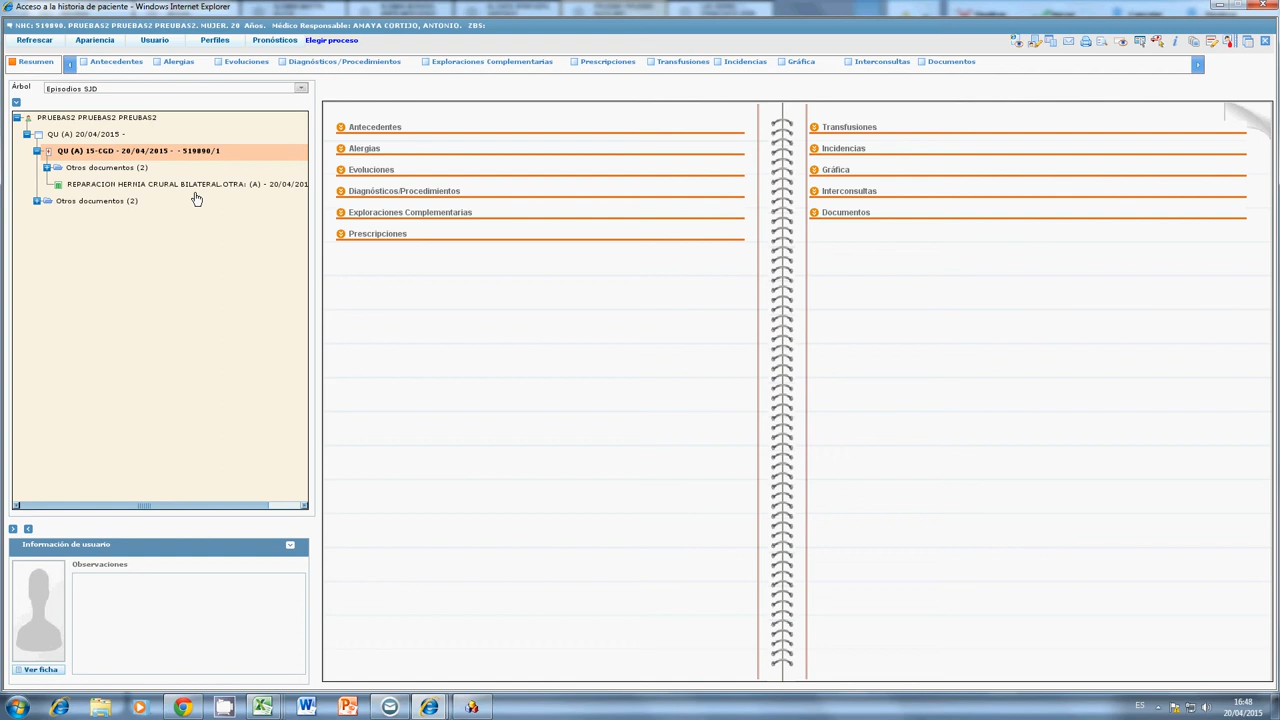 Acceso a la historia de paciente - Windows Internet Explorer
NHC: 519890. PRUEBAS2 PRUEBAS2 PREUBAS2. MUJER. 20 Años. Médico Responsable: AMAYA CORTIJO, ANTONIO. ZBS:
Refrescar Apariencia Usuario Perfiles Pronósticos Elegir proceso
Resumen Antecedentes Alergias Evoluciones Diagnósticos/Procedimientos Exploraciones Complementarias Prescripciones Transfusiones Incidencias Gráfica Interconsultas Documentos
Árbol Episodios SJD
PRUEBAS2 PRUEBAS2 PREUBAS2
QU (A) 20/04/2015 -
QU (A) 15-CGD - 20/04/2015 - - 519890/1
Otros documentos (2)
REPARACION HERNIA CRURAL BILATERAL.OTRA: (A) - 20/04/201
Otros documentos (2)
Antecedentes
Alergias
Evoluciones
Diagnósticos/Procedimientos
Exploraciones Complementarias
Prescripciones
Transfusiones
Incidencias
Gráfica
Interconsultas
Documentos
Información de usuario
Observaciones
Ver ficha
ES
16:48
20/04/2015